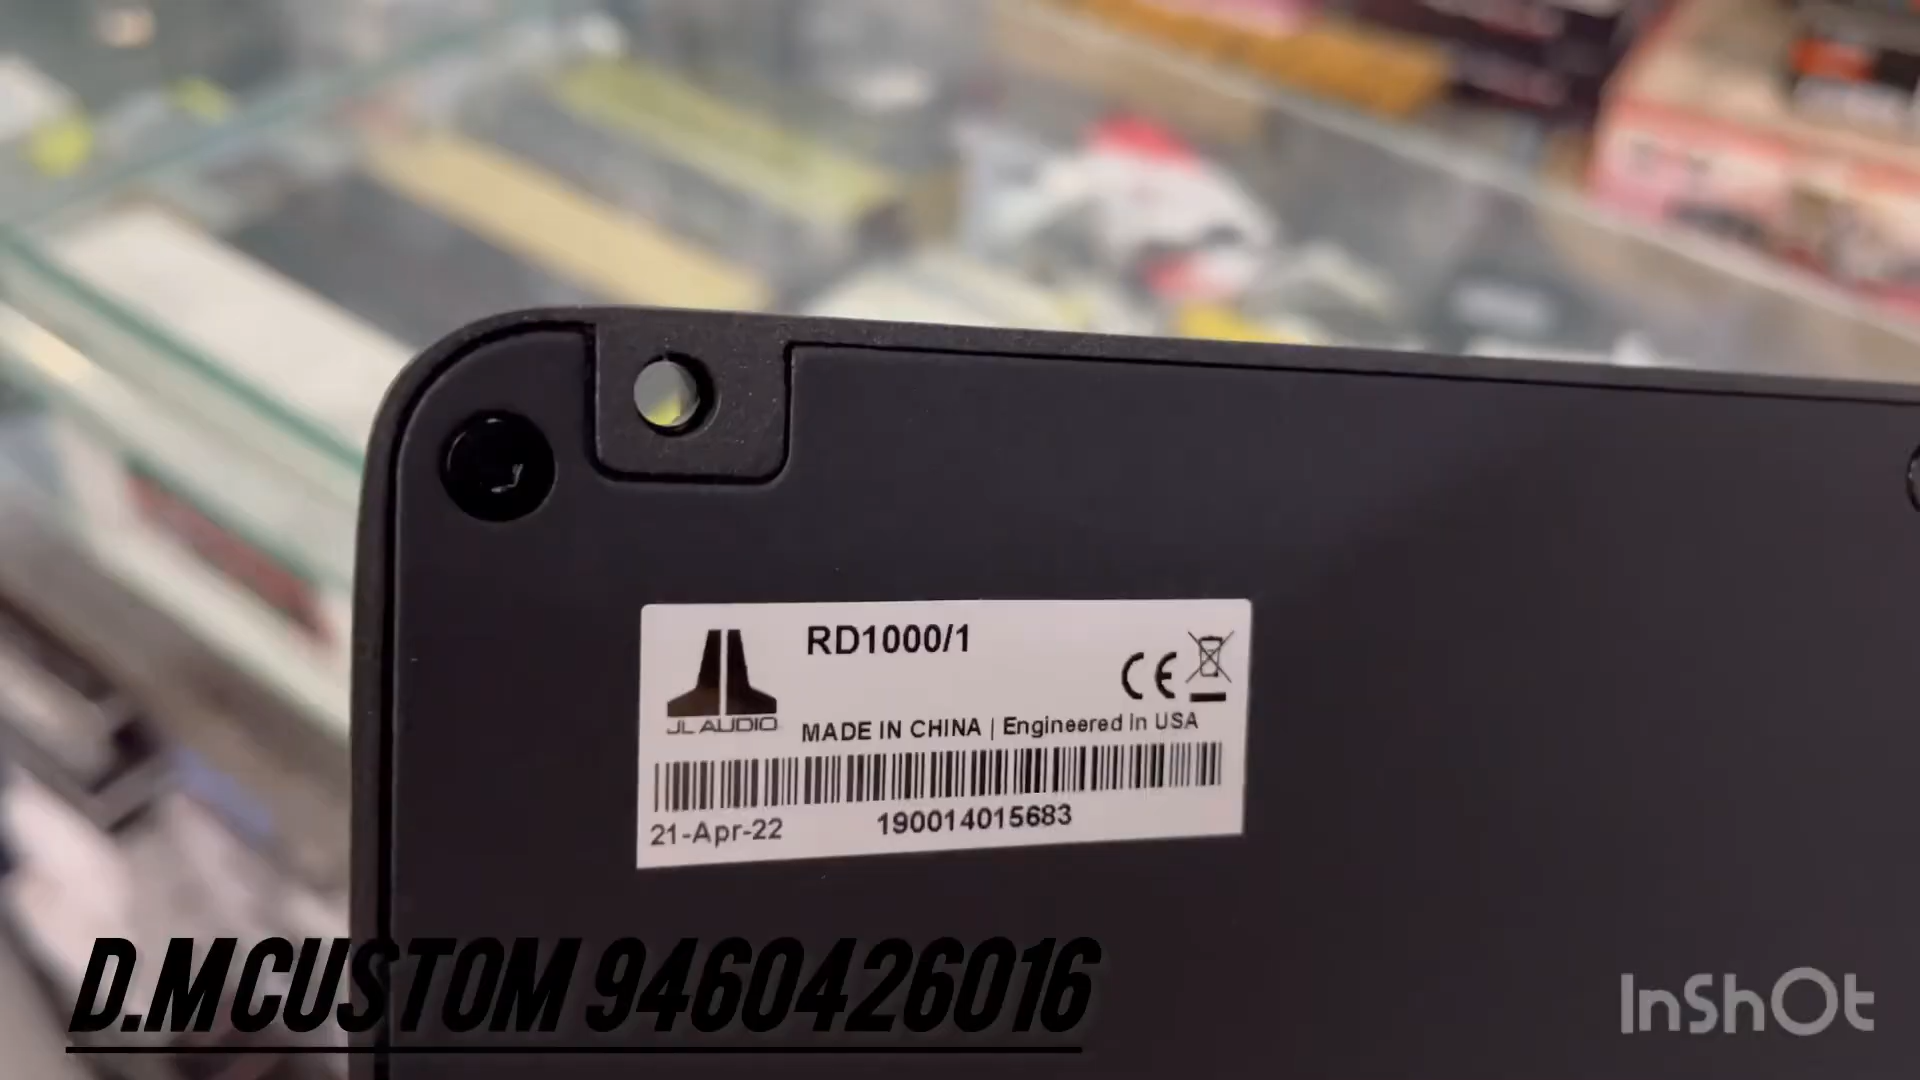 RD1000/1
CE
JL AUDIO
MADE IN CHINA | Engineered in USA
21-Apr-22
190014015683
D.M CUSTOM 9460426016
InShOt